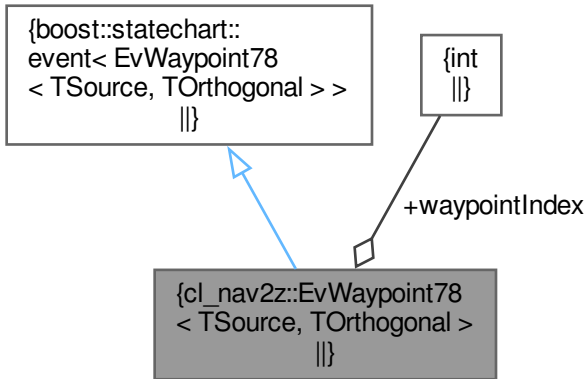 {boost::statechart::
event< EvWaypoint78
< TSource, TOrthogonal > >
||}
{int
||}
+waypointIndex
{cl_nav2z::EvWaypoint78
< TSource, TOrthogonal >
||}